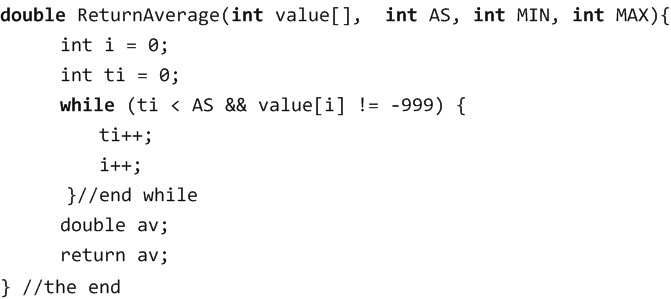 double ReturnAverage(int value[],  int AS, int MIN, int MAX){
int i = 0;
int ti = 0;
while (ti < AS && value[i] != -999) {
ti++;
i++;
}//end while
double av;
return av;
} //the end